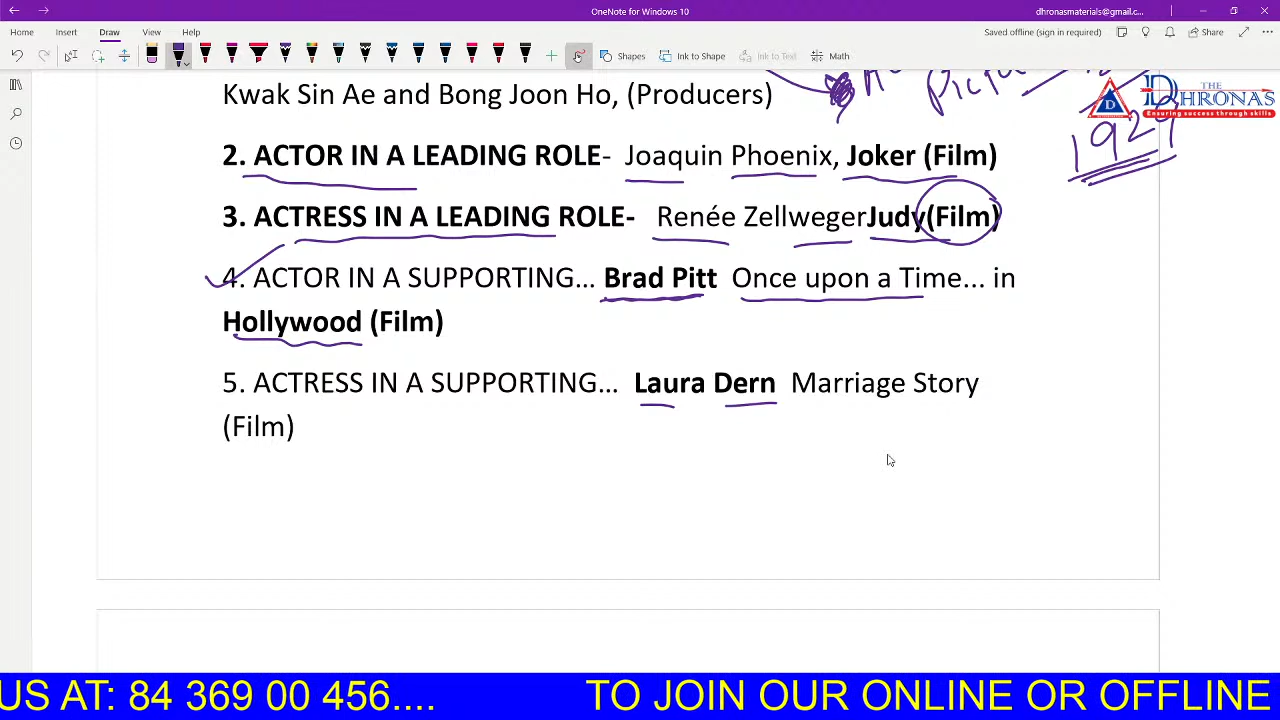 OneNote for Windows 10
dhronasmaterials@gmail.c...
Home Insert Draw View Help
Saved offline (sign in required)
Share
Shapes Ink to Shape Ink to Text Math
Kwak Sin Ae and Bong Joon Ho, (Producers)
THE
DHRONAS
Ensuring success through skills
1929
2. ACTOR IN A LEADING ROLE- Joaquin Phoenix, Joker (Film)
3. ACTRESS IN A LEADING ROLE- Renée ZellwegerJudy(Film)
4. ACTOR IN A SUPPORTING... Brad Pitt Once upon a Time... in
Hollywood (Film)
5. ACTRESS IN A SUPPORTING... Laura Dern Marriage Story
(Film)
US AT: 84 369 00 456.... TO JOIN OUR ONLINE OR OFFLINE